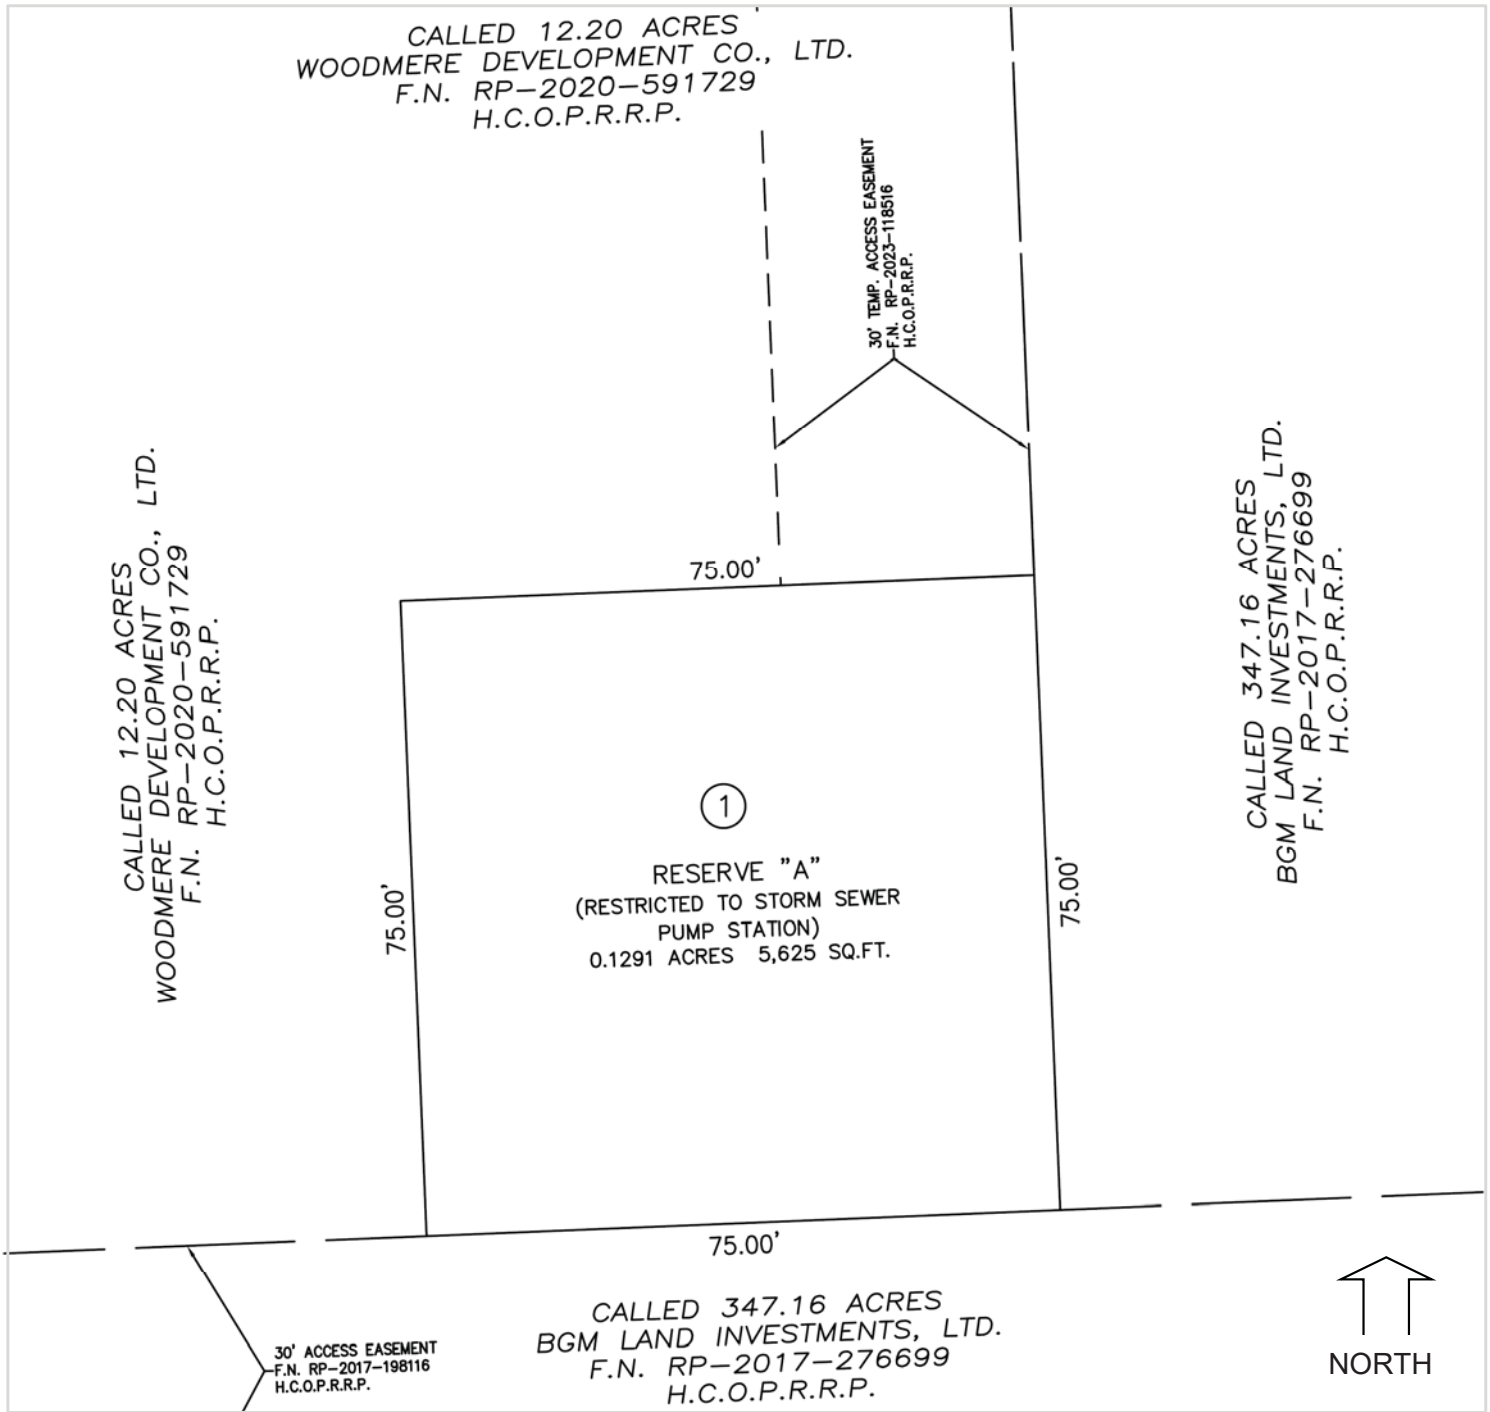 CALLED 12.20 ACRES
WOODMERE DEVELOPMENT CO., LTD.
F.N. RP-2020-591729
H.C.O.P.R.R.P.
30' TEMP. ACCESS EASEMENT
F.N. RP-2023-118516
H.C.O.P.R.R.P.
CALLED 12.20 ACRES
WOODMERE DEVELOPMENT CO., LTD.
F.N. RP-2020-591729
H.C.O.P.R.R.P.
CALLED 347.16 ACRES
BGM LAND INVESTMENTS, LTD.
F.N. RP-2017-276699
H.C.O.P.R.R.P.
75.00'
1
RESERVE "A"
(RESTRICTED TO STORM SEWER
PUMP STATION)
0.1291 ACRES 5,625 SQ.FT.
75.00'
75.00'
75.00'
30' ACCESS EASEMENT
F.N. RP-2017-198116
H.C.O.P.R.R.P.
CALLED 347.16 ACRES
BGM LAND INVESTMENTS, LTD.
F.N. RP-2017-276699
H.C.O.P.R.R.P.
NORTH